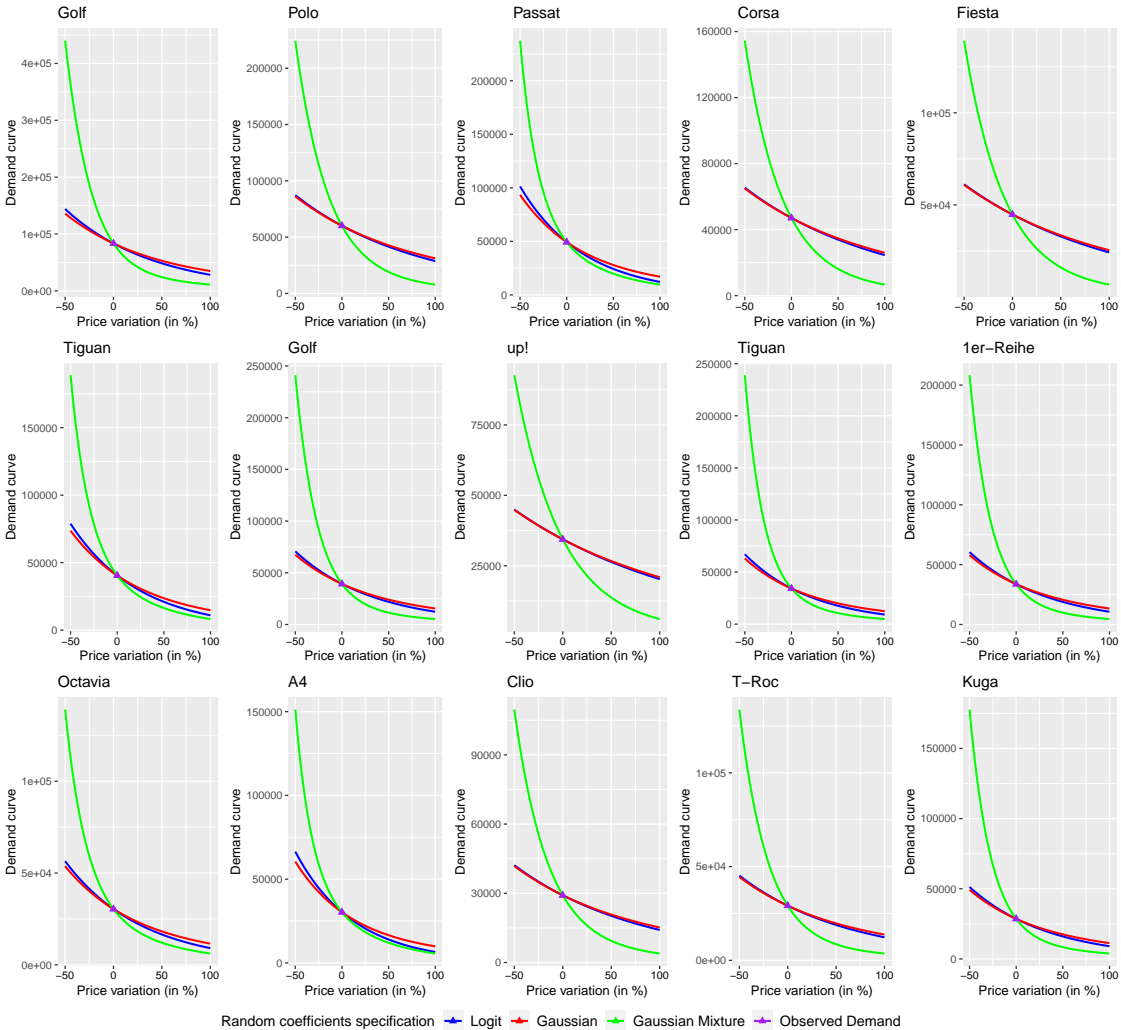 Golf
Demand curve
4e+05
3e+05
2e+05
1e+05
0e+00
−50 0 50 100
Price variation (in %)
Polo
Demand curve
200000
150000
100000
50000
0
−50 0 50 100
Price variation (in %)
Passat
Demand curve
200000
150000
100000
50000
0
−50 0 50 100
Price variation (in %)
Corsa
Demand curve
160000
120000
80000
40000
0
−50 0 50 100
Price variation (in %)
Fiesta
Demand curve
1e+05
5e+04
−50 0 50 100
Price variation (in %)
Tiguan
Demand curve
150000
100000
50000
0
−50 0 50 100
Price variation (in %)
Golf
Demand curve
250000
200000
150000
100000
50000
0
−50 0 50 100
Price variation (in %)
up!
Demand curve
75000
50000
25000
−50 0 50 100
Price variation (in %)
Tiguan
Demand curve
250000
200000
150000
100000
50000
0
−50 0 50 100
Price variation (in %)
1er−Reihe
Demand curve
200000
150000
100000
50000
0
−50 0 50 100
Price variation (in %)
Octavia
Demand curve
1e+05
5e+04
0e+00
−50 0 50 100
Price variation (in %)
A4
Demand curve
150000
100000
50000
0
−50 0 50 100
Price variation (in %)
Clio
Demand curve
90000
60000
30000
0
−50 0 50 100
Price variation (in %)
T−Roc
Demand curve
1e+05
5e+04
0e+00
−50 0 50 100
Price variation (in %)
Kuga
Demand curve
150000
100000
50000
0
−50 0 50 100
Price variation (in %)
Random coefficients specification Logit Gaussian Gaussian Mixture Observed Demand